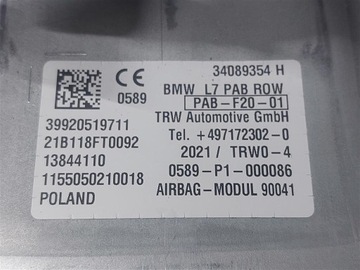 34089354 H
CE
0589
BMW L7 PAB ROW
PAB-F20-01
39920519711
TRW Automotive GmbH
21B118FT0092
Tel. +497172302-0
13844110
2021/ TRW0-4
1155050210018
0589-P1-000086
POLAND
AIRBAG-MODUL 90041